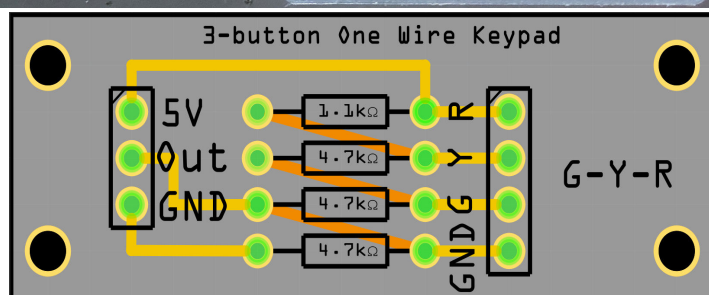 3-button One Wire Keypad
5V
Out
GND
1.1kΩ
4.7kΩ
4.7kΩ
4.7kΩ
R
Y
G
GND
G-Y-R